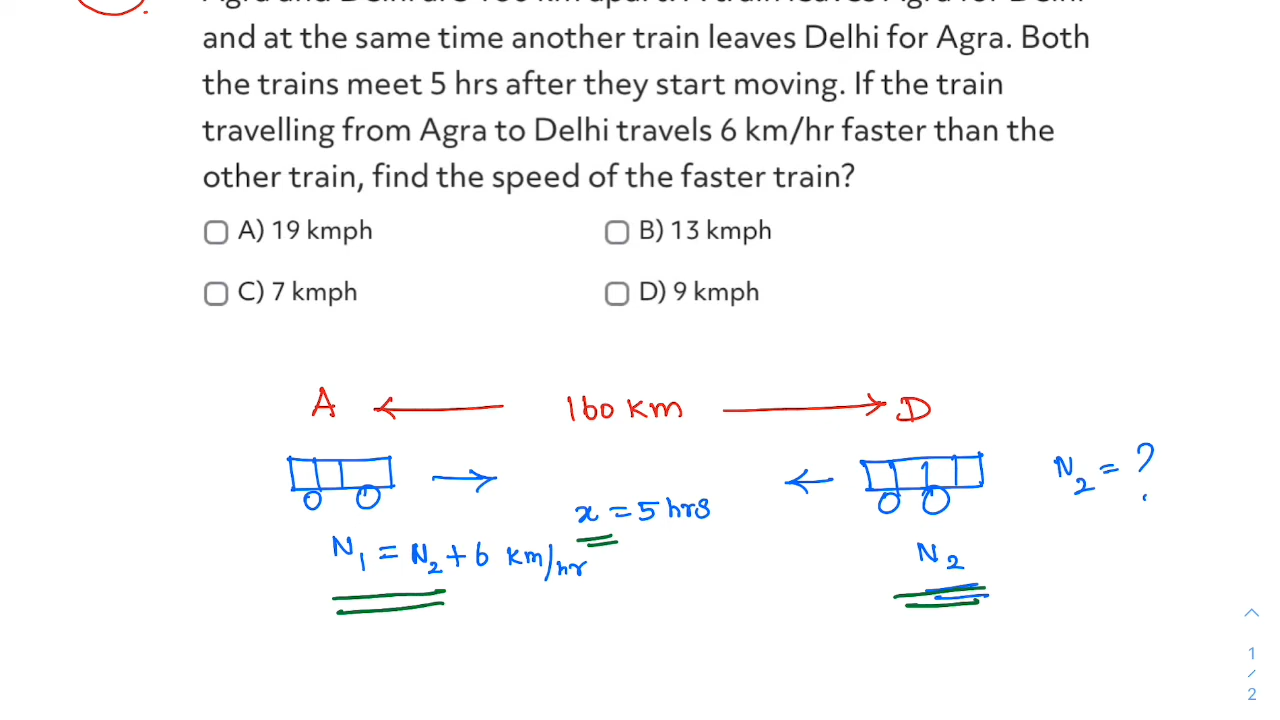 and at the same time another train leaves Delhi for Agra. Both
the trains meet 5 hrs after they start moving. If the train
travelling from Agra to Delhi travels 6 km/hr faster than the
other train, find the speed of the faster train?
A) 19 kmph B) 13 kmph
C) 7 kmph D) 9 kmph
A 160 KM D
N₂ = ?
x = 5 hrs
N₁ = N₂ + 6 km/hr
N₂
1
/
2